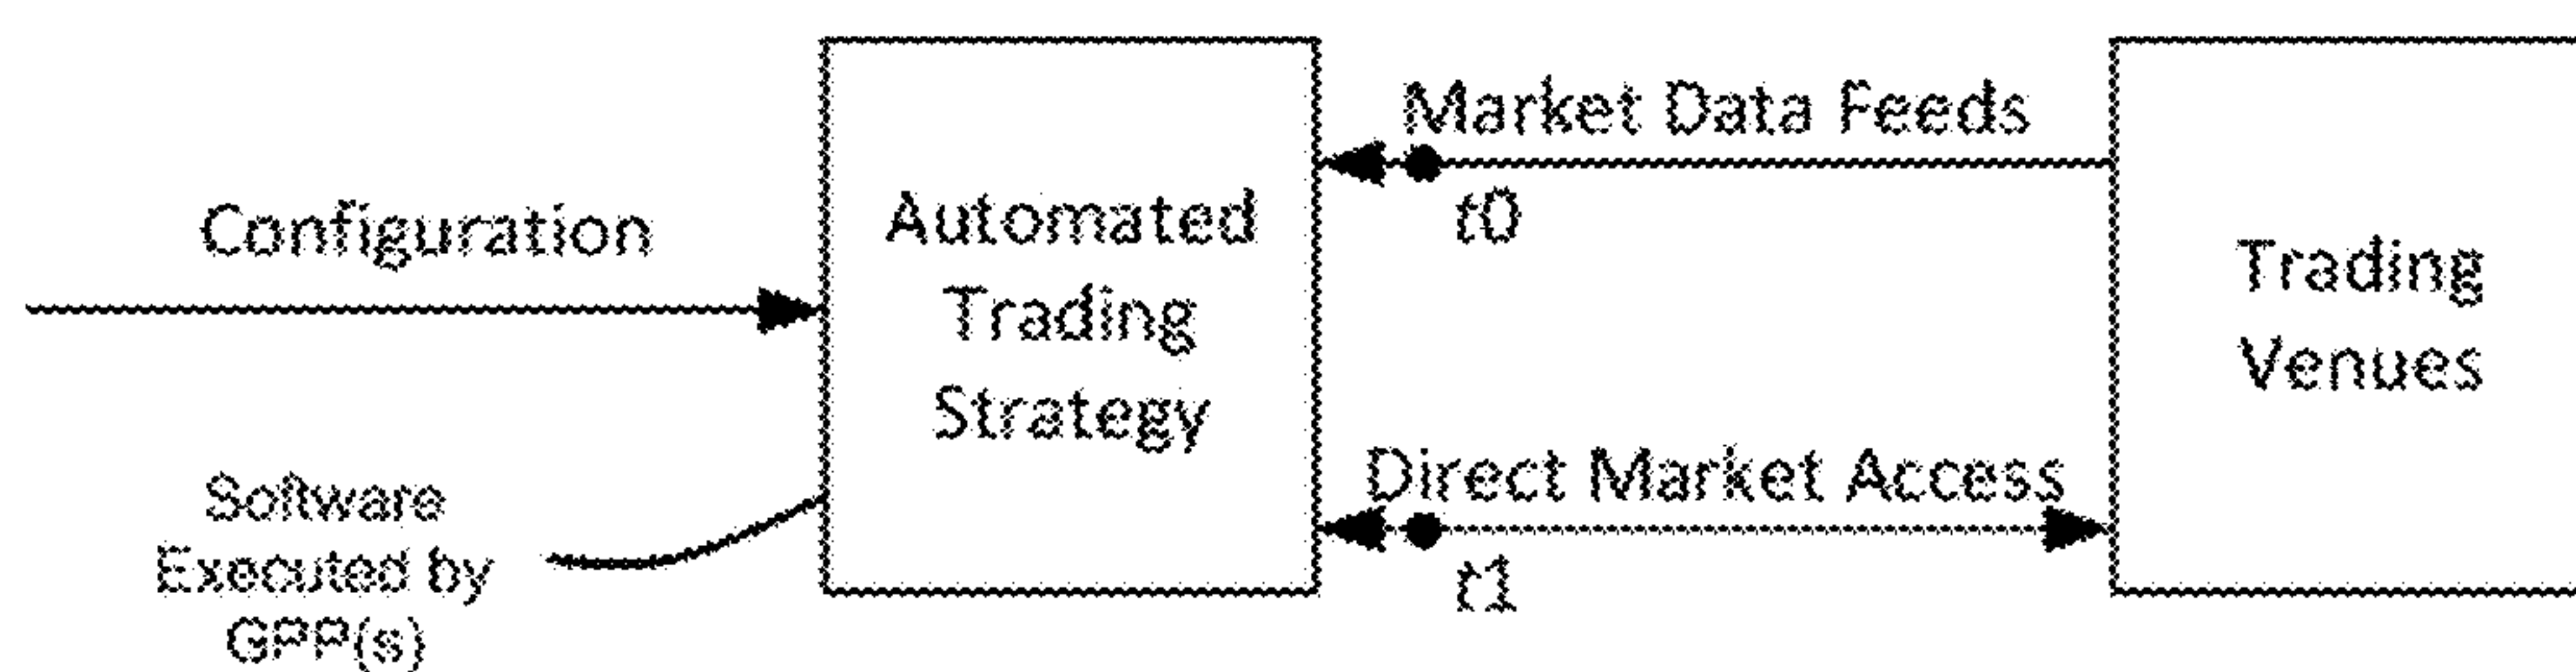 Configuration
Software
Executed by
GPP(s)
Automated
Trading
Strategy
Market Data Feeds
t0
Direct Market Access
t1
Trading
Venues